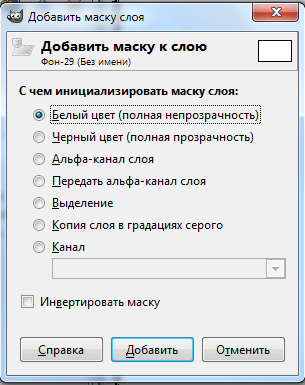 Добавить маску слоя
Добавить маску к слою
Фон-29 (Без имени)
С чем инициализировать маску слоя:
Белый цвет (полная непрозрачность)
Черный цвет (полная прозрачность)
Альфа-канал слоя
Передать альфа-канал слоя
Выделение
Копия слоя в градациях серого
Канал
Инвертировать маску
Справка Добавить Отменить